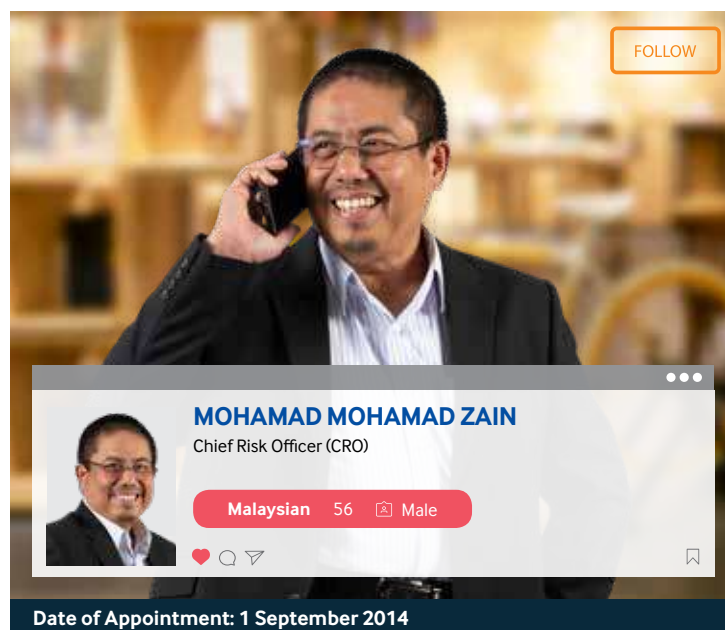 FOLLOW
MOHAMAD MOHAMAD ZAIN
Chief Risk Officer (CRO)
Malaysian 56 Male
Date of Appointment: 1 September 2014